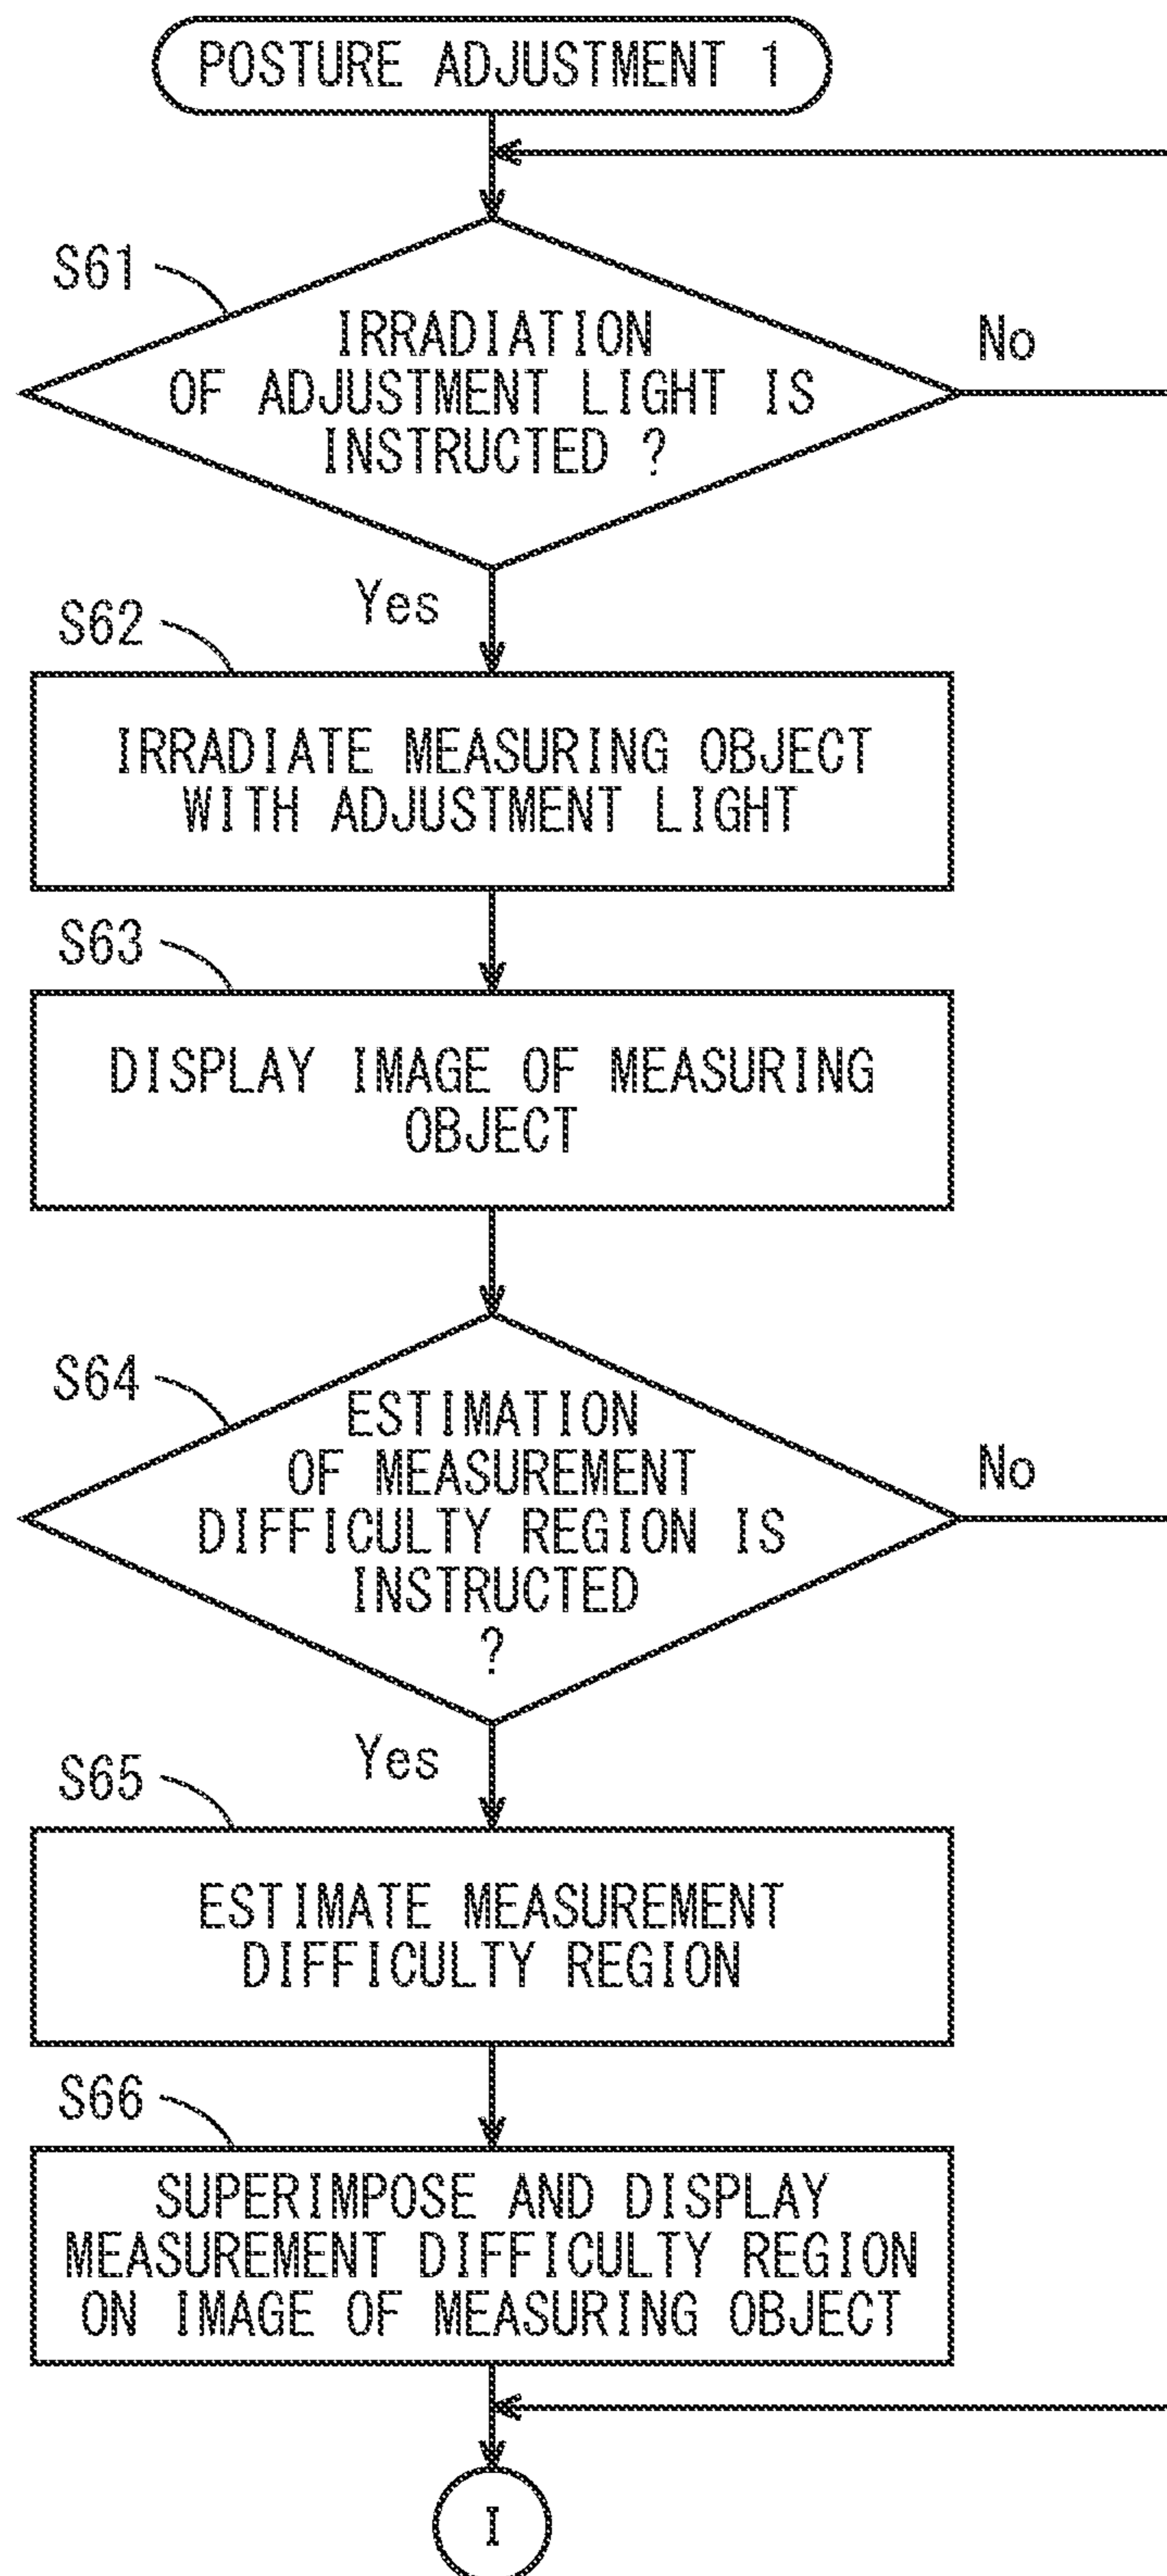 POSTURE ADJUSTMENT 1
S61
IRRADIATION
OF ADJUSTMENT LIGHT IS
INSTRUCTED ?
No
Yes
S62
IRRADIATE MEASURING OBJECT
WITH ADJUSTMENT LIGHT
S63
DISPLAY IMAGE OF MEASURING
OBJECT
S64
ESTIMATION
OF MEASUREMENT
DIFFICULTY REGION IS
INSTRUCTED
?
No
Yes
S65
ESTIMATE MEASUREMENT
DIFFICULTY REGION
S66
SUPERIMPOSE AND DISPLAY
MEASUREMENT DIFFICULTY REGION
ON IMAGE OF MEASURING OBJECT
I